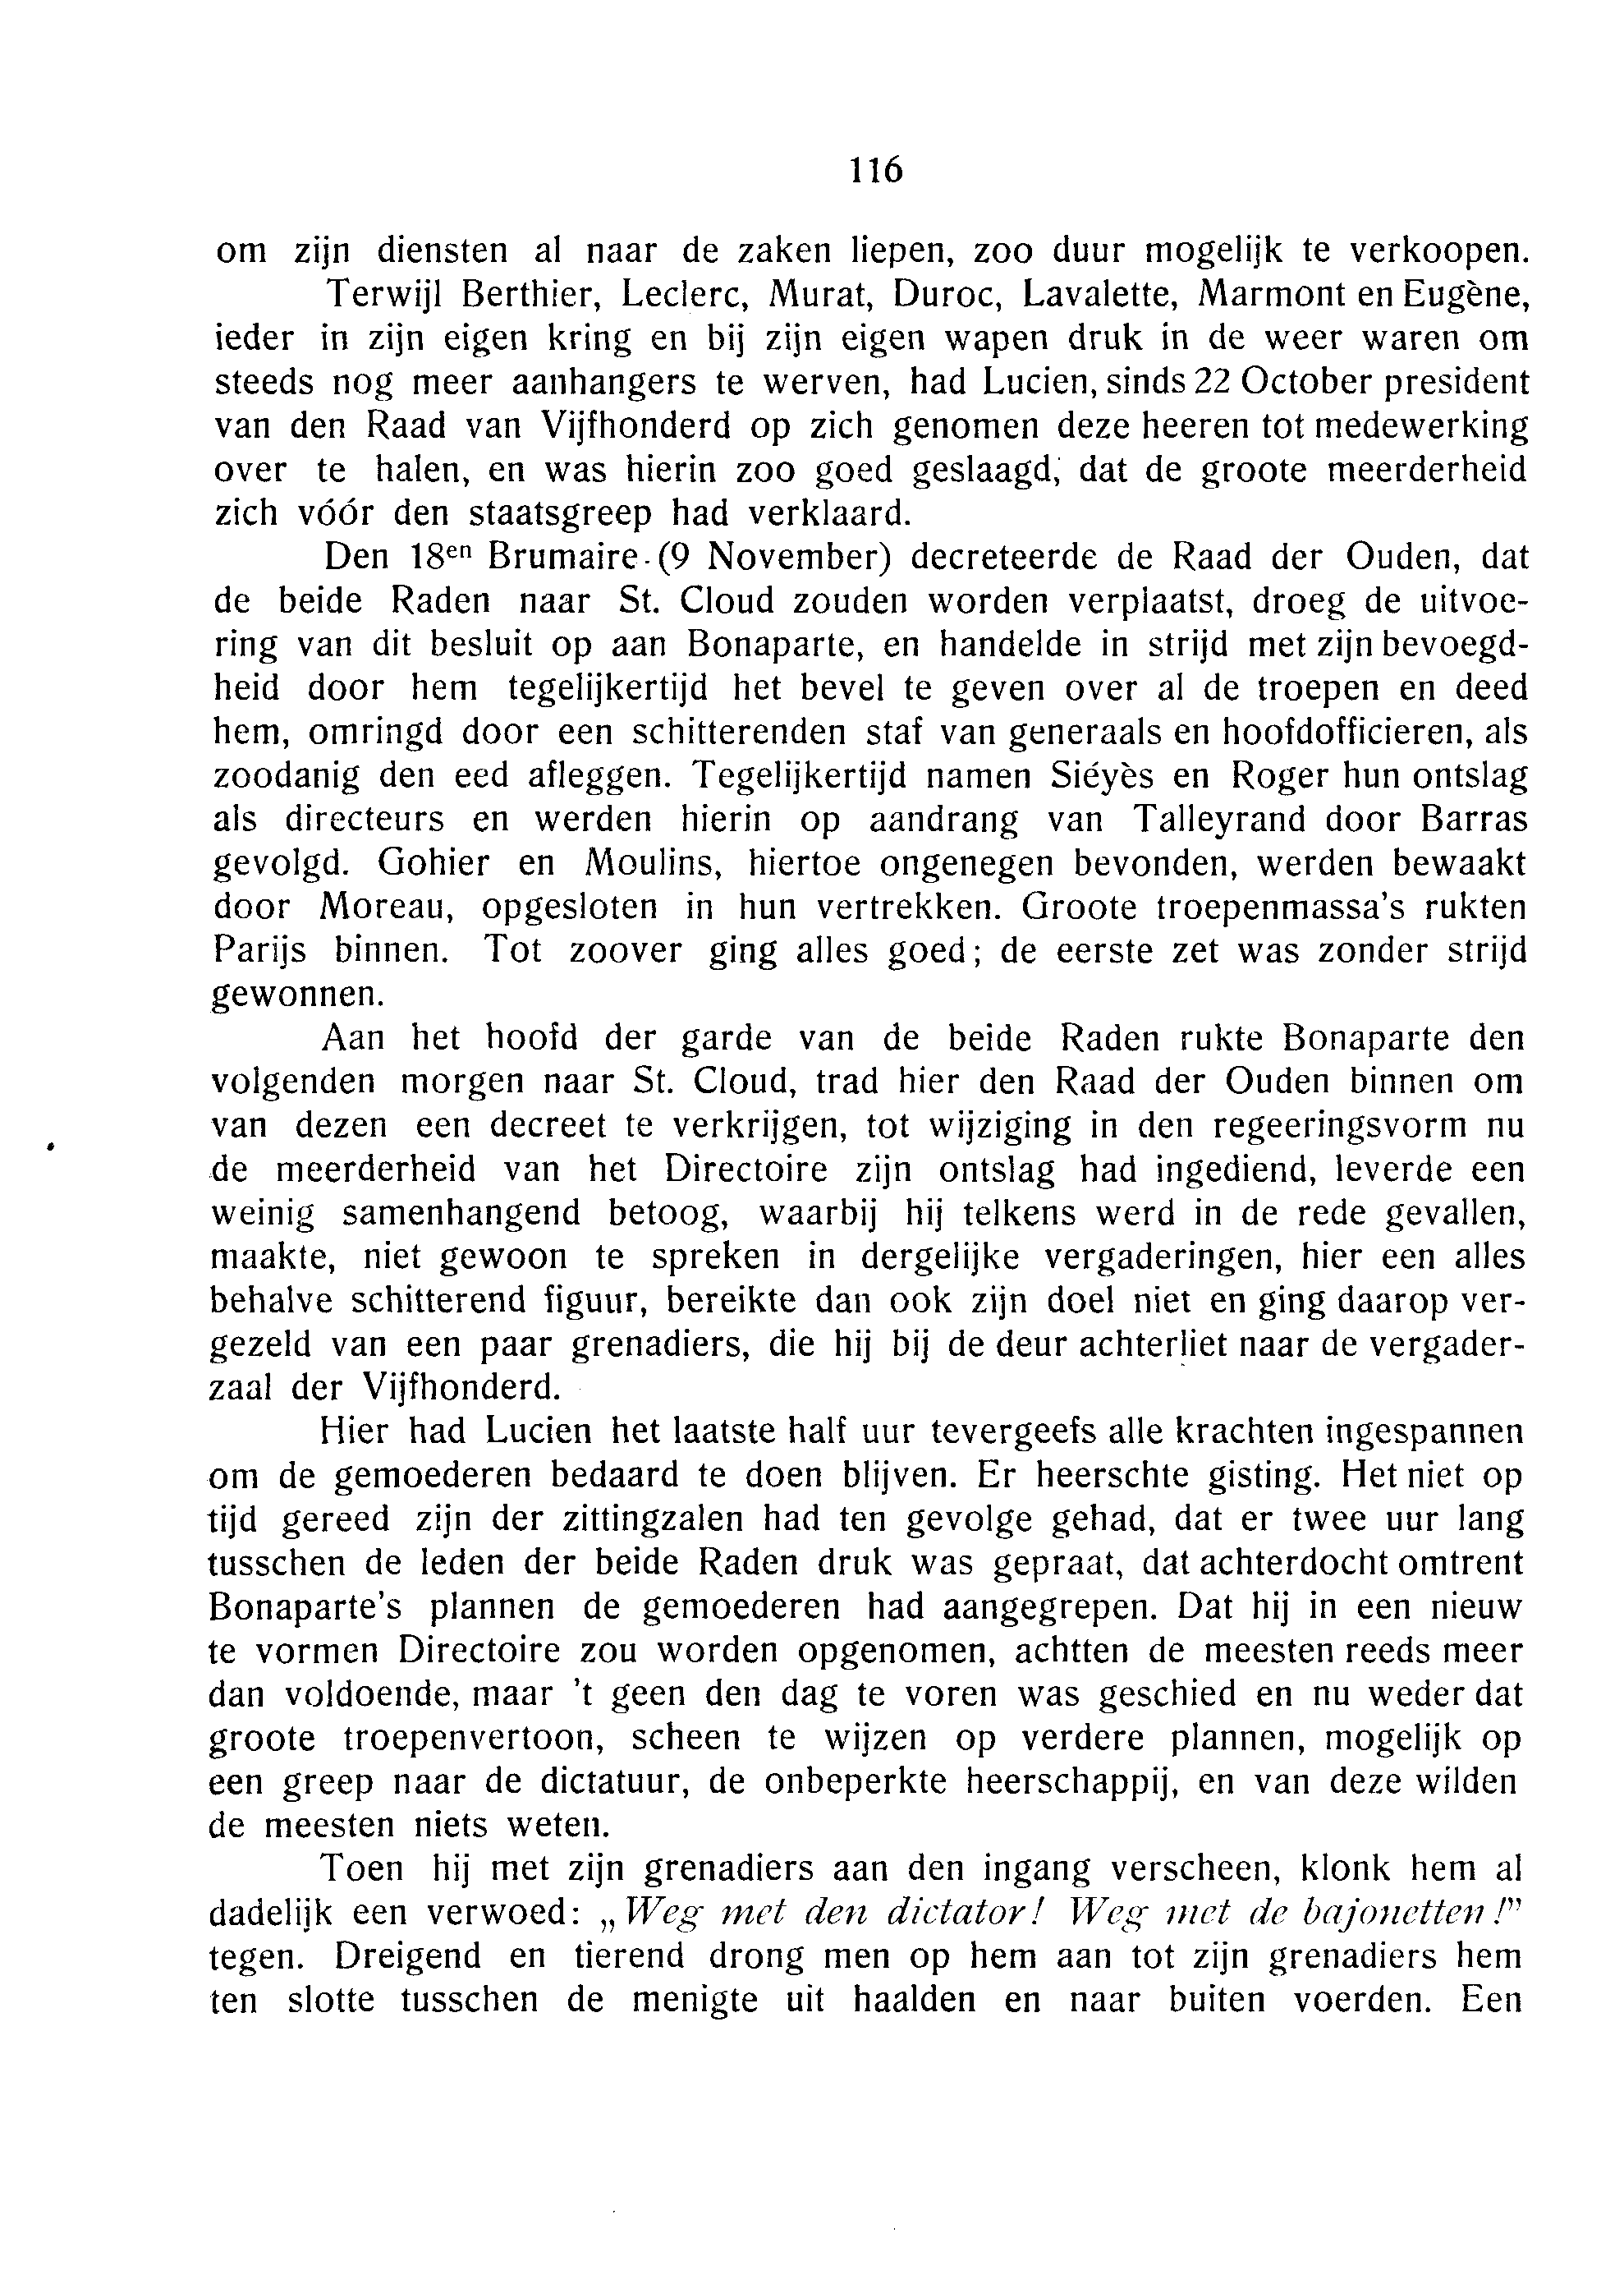 116
om zijn diensten al naar de zaken liepen, zoo duur mogelijk te verkoopen.
Terwijl Berthier, Leclerc, Murat, Duroc, Lavalette, Marmont en Eugène,
ieder in zijn eigen kring en bij zijn eigen wapen druk in de weer waren om
steeds nog meer aanhangers te werven, had Lucien, sinds 22 October president
van den Raad van Vijfhonderd op zich genomen deze heeren tot medewerking
over te halen, en was hierin zoo goed geslaagd, dat de groote meerderheid
zich vóór den staatsgreep had verklaard.
Den 18en Brumaire (9 November) decreteerde de Raad der Ouden, dat
de beide Raden naar St. Cloud zouden worden verplaatst, droeg de uitvoe-
ring van dit besluit op aan Bonaparte, en handelde in strijd met zijn bevoegd-
heid door hem tegelijkertijd het bevel te geven over al de troepen en deed
hem, omringd door een schitterenden staf van generaals en hoofdofficieren, als
zoodanig den eed afleggen. Tegelijkertijd namen Siéyès en Roger hun ontslag
als directeurs en werden hierin op aandrang van Talleyrand door Barras
gevolgd. Gohier en Moulins, hiertoe ongenegen bevonden, werden bewaakt
door Moreau, opgesloten in hun vertrekken. Groote troepenmassa's rukten
Parijs binnen. Tot zoover ging alles goed; de eerste zet was zonder strijd
gewonnen.
Aan het hoofd der garde van de beide Raden rukte Bonaparte den
volgenden morgen naar St. Cloud, trad hier den Raad der Ouden binnen om
van dezen een decreet te verkrijgen, tot wijziging in den regeeringsvorm nu
de meerderheid van het Directoire zijn ontslag had ingediend, leverde een
weinig samenhangend betoog, waarbij hij telkens werd in de rede gevallen,
maakte, niet gewoon te spreken in dergelijke vergaderingen, hier een alles
behalve schitterend figuur, bereikte dan ook zijn doel niet en ging daarop ver-
gezeld van een paar grenadiers, die hij bij de deur achterliet naar de vergader-
zaal der Vijfhonderd.
Hier had Lucien het laatste half uur tevergeefs alle krachten ingespannen
om de gemoederen bedaard te doen blijven. Er heerschte gisting. Het niet op
tijd gereed zijn der zittingzalen had ten gevolge gehad, dat er twee uur lang
tusschen de leden der beide Raden druk was gepraat, dat achterdocht omtrent
Bonaparte's plannen de gemoederen had aangegrepen. Dat hij in een nieuw
te vormen Directoire zou worden opgenomen, achtten de meesten reeds meer
dan voldoende, maar 't geen den dag te voren was geschied en nu weder dat
groote troepenvertoon, scheen te wijzen op verdere plannen, mogelijk op
een greep naar de dictatuur, de onbeperkte heerschappij, en van deze wilden
de meesten niets weten.
Toen hij met zijn grenadiers aan den ingang verscheen, klonk hem al
dadelijk een verwoed: „Weg met den dictator! Weg met de bajonetten!"
tegen. Dreigend en tierend drong men op hem aan tot zijn grenadiers hem
ten slotte tusschen de menigte uit haalden en naar buiten voerden. Een